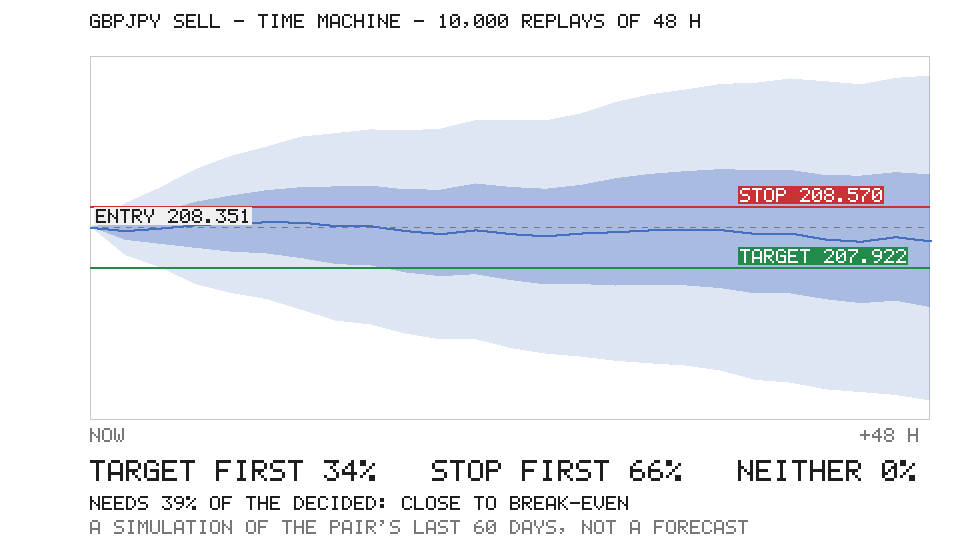 GBPJPY SELL – TIME MACHINE – 10,000 REPLAYS OF 48 H
STOP 208.570
ENTRY 208.351
TARGET 207.922
NOW +48 H
TARGET FIRST 34% STOP FIRST 66% NEITHER 0%
NEEDS 39% OF THE DECIDED: CLOSE TO BREAK-EVEN
A SIMULATION OF THE PAIR'S LAST 60 DAYS, NOT A FORECAST